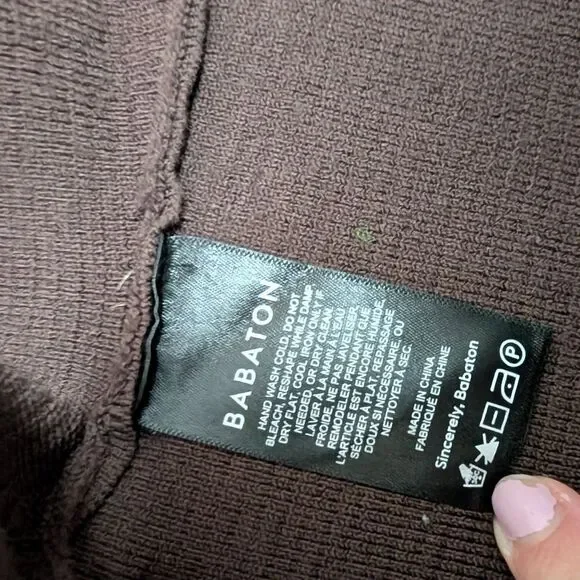 BABATON
HAND WASH COLD, DO NOT
BLEACH, RESHAPE WHILE DAMP,
DRY FLAT, COOL IRON ONLY IF
NEEDED, OR DRY CLEAN.
LAVER À LA MAIN À L'EAU
FROIDE, NE PAS JAVELISER,
REMODELER PENDANT QUE
L'ARTICLE EST ENCORE HUMIDE,
SÉCHER À PLAT, REPASSAGE
DOUX SI NÉCESSAIRE, OU
NETTOYER À SEC.
MADE IN CHINA
FABRIQUÉ EN CHINE
Sincerely, Babaton
P